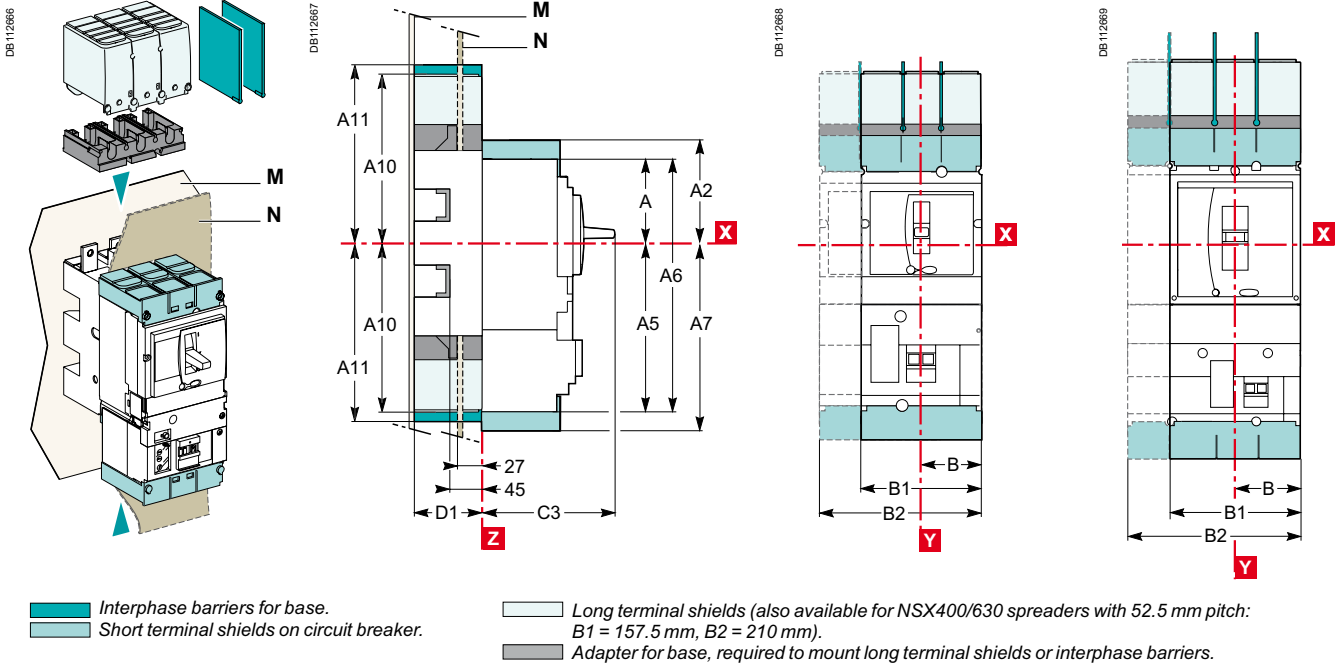 DB112666
M
N
DB112667
M
N
A11
A10
A10
A11
A
A2
X
A6
A5
A7
27
45
D1
C3
Z
DB112668
X
B
B1
B2
Y
DB112669
X
B
B1
B2
Y
Interphase barriers for base.
Short terminal shields on circuit breaker.
Long terminal shields (also available for NSX400/630 spreaders with 52.5 mm pitch:
B1 = 157.5 mm, B2 = 210 mm).
Adapter for base, required to mount long terminal shields or interphase barriers.